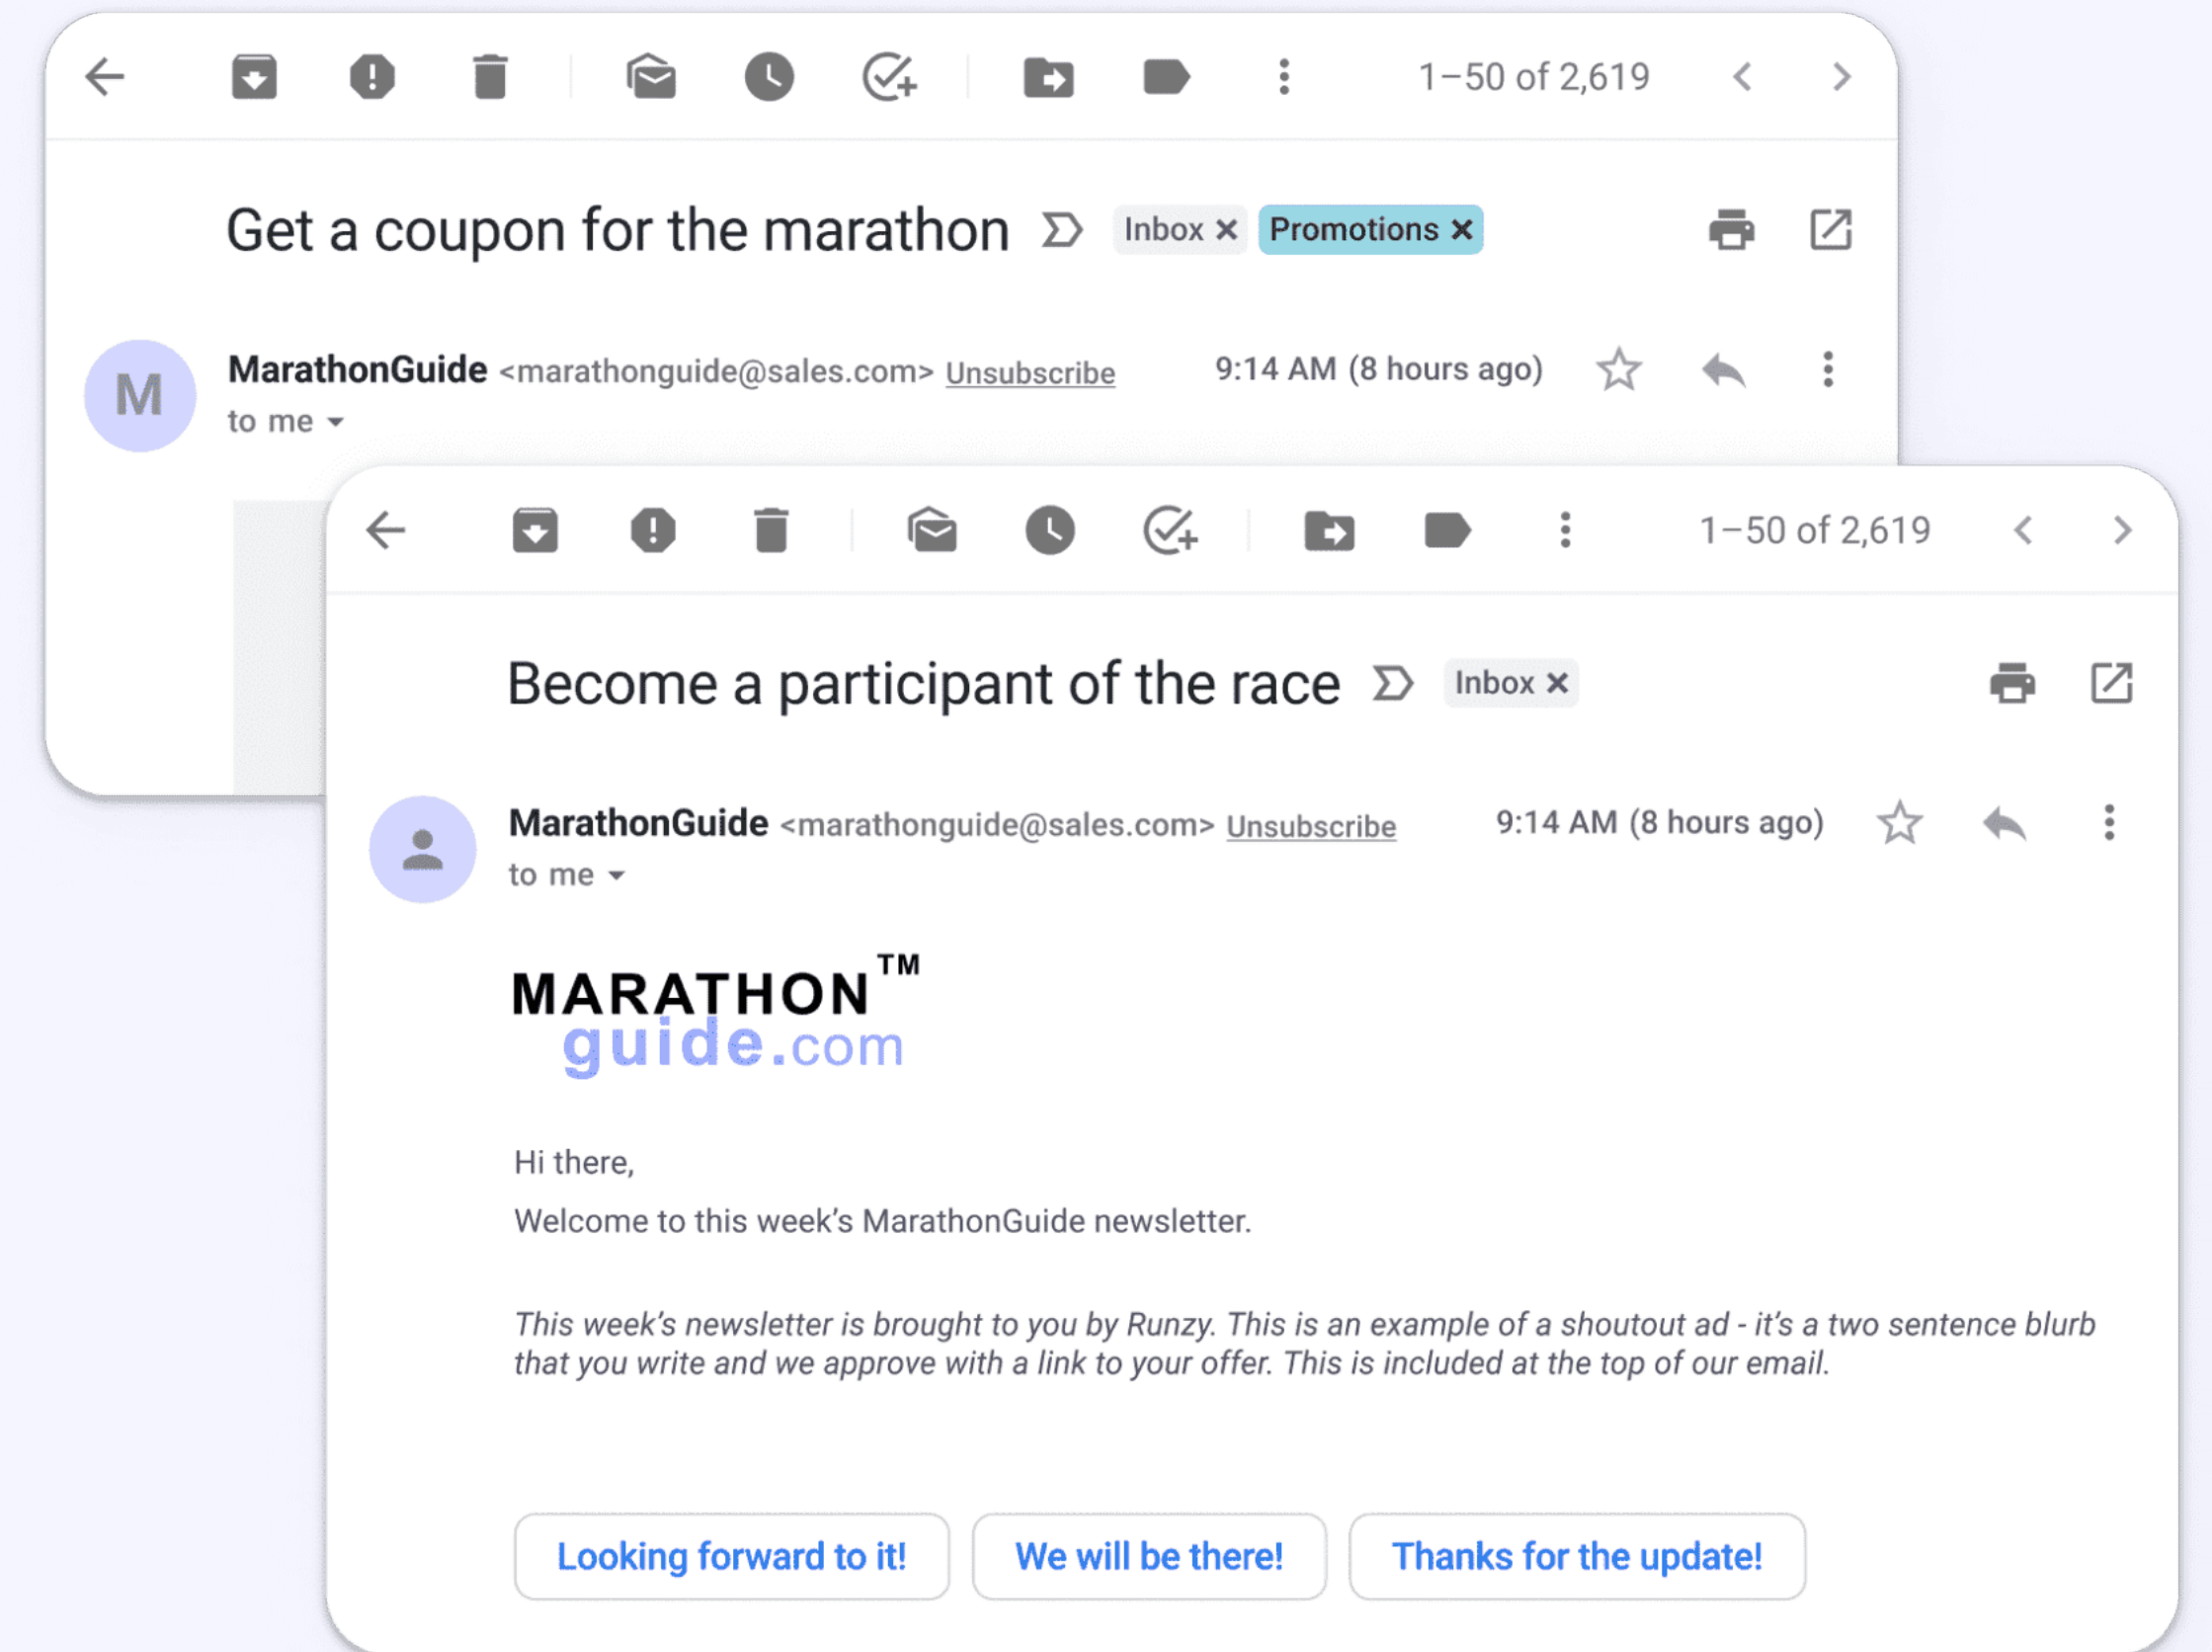 1–50 of 2,619
Get a coupon for the marathon Inbox × Promotions ×
MarathonGuide <marathonguide@sales.com> Unsubscribe 9:14 AM (8 hours ago)
M
to me
1–50 of 2,619
Become a participant of the race Inbox ×
MarathonGuide <marathonguide@sales.com> Unsubscribe 9:14 AM (8 hours ago)
to me
MARATHON™
guide.com
Hi there,
Welcome to this week’s MarathonGuide newsletter.
This week’s newsletter is brought to you by Runzy. This is an example of a shoutout ad - it’s a two sentence blurb
that you write and we approve with a link to your offer. This is included at the top of our email.
Looking forward to it! We will be there! Thanks for the update!